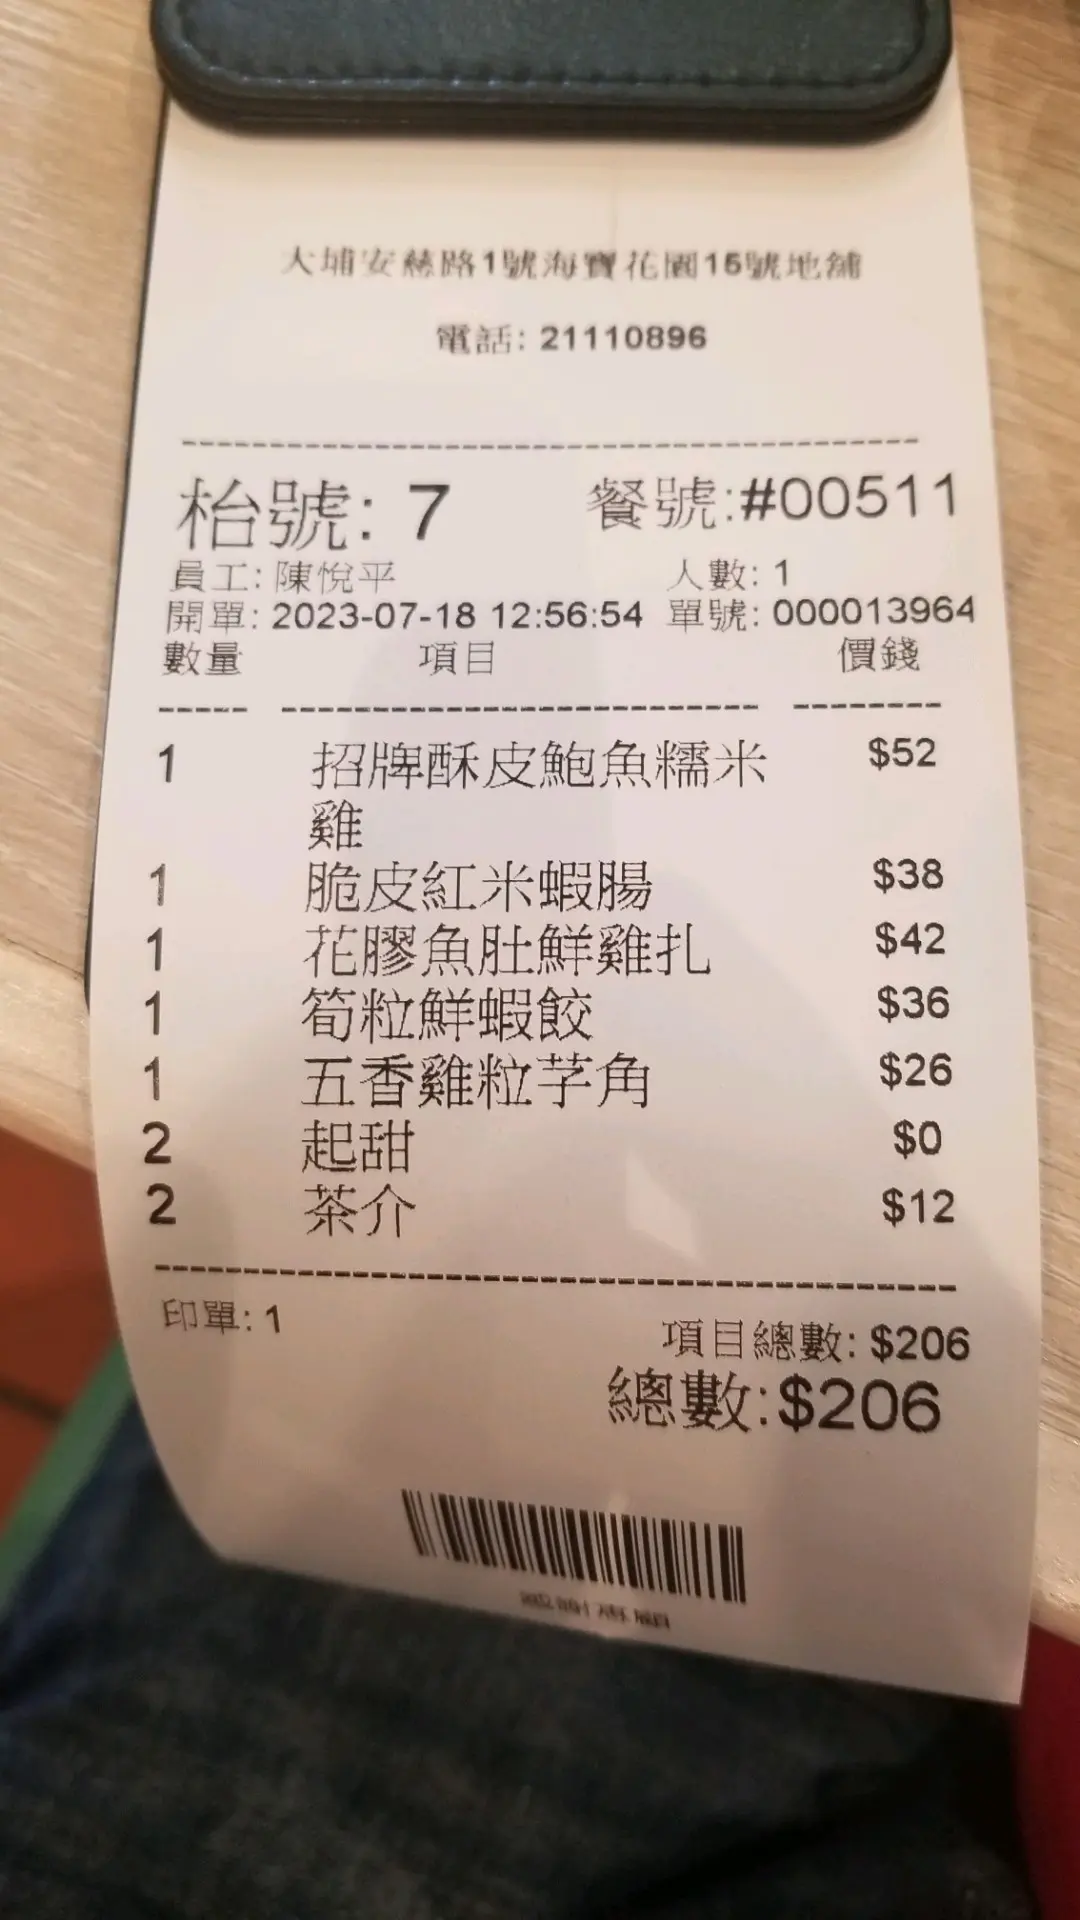 大埔安慈路1號海寶花園15號地舖
電話: 21110896
枱號: 7 餐號:#00511
員工: 陳悅平 人數: 1
開單: 2023-07-18 12:56:54 單號: 000013964
數量 項目 價錢
1 招牌酥皮鮑魚糯米 $52
雞
1 脆皮紅米蝦腸 $38
1 花膠魚肚鮮雞扎 $42
1 筍粒鮮蝦餃 $36
1 五香雞粒芋角 $26
2 起甜 $0
2 茶介 $12
印單: 1
項目總數: $206
總數:$206